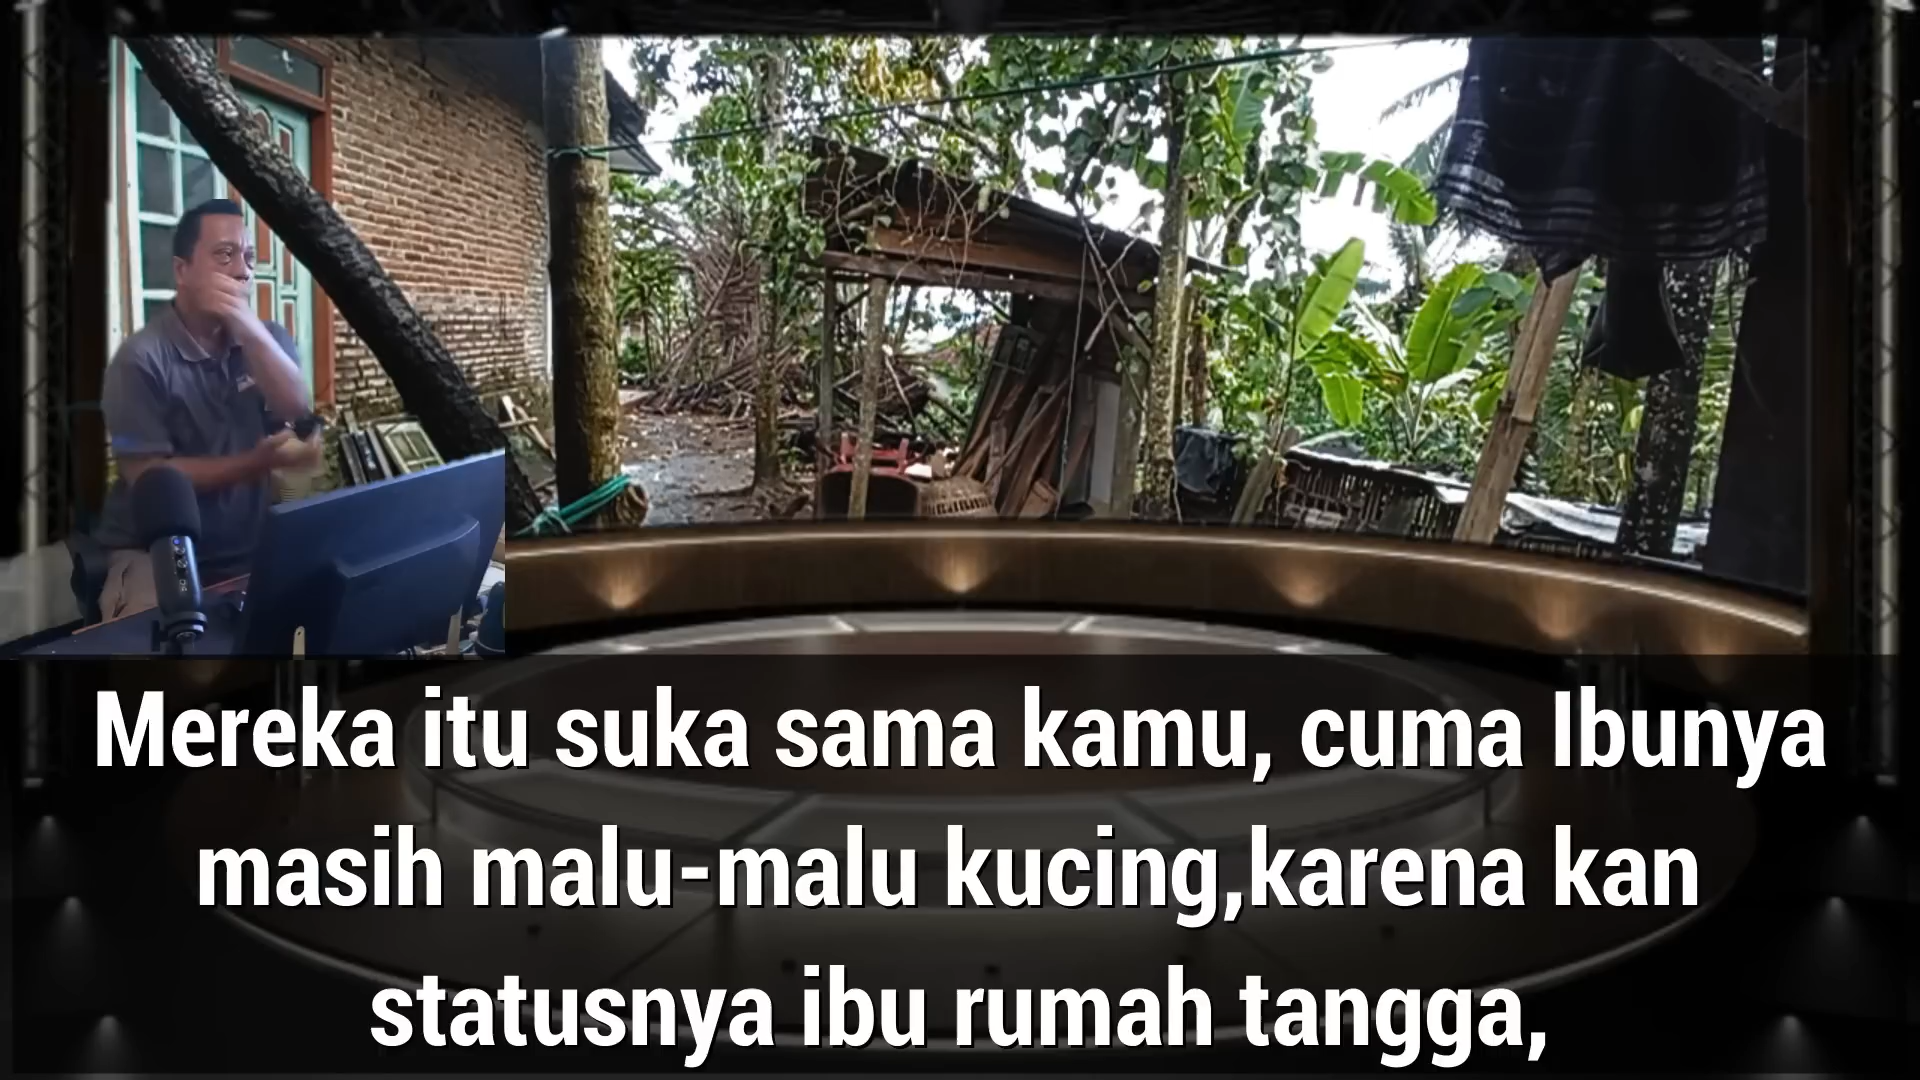 Mereka itu suka sama kamu, cuma Ibunya
masih malu-malu kucing,karena kan
statusnya ibu rumah tangga,